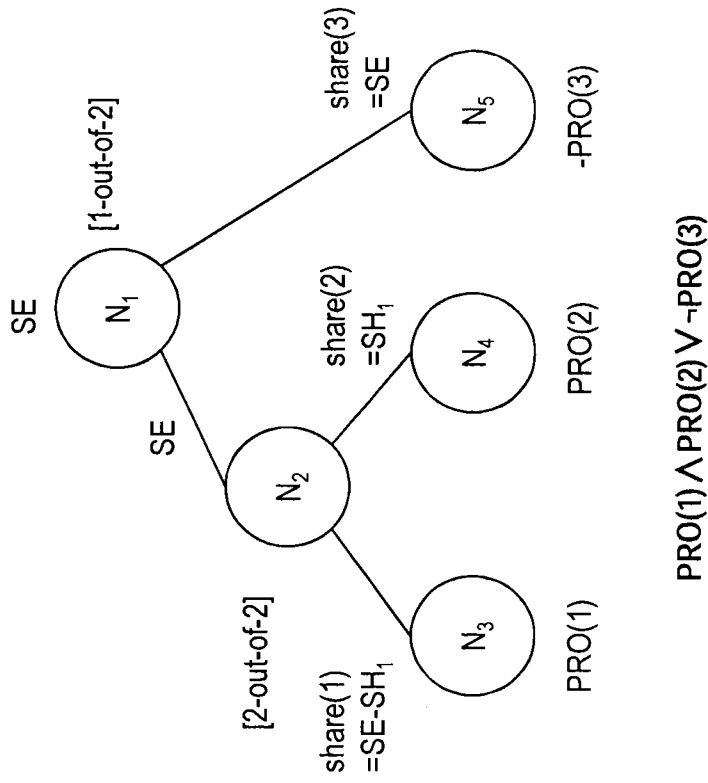 SE
N₁
[1-out-of-2]
SE
share(3)
=SE
N₂
[2-out-of-2]
share(2)
=SH₁
share(1)
=SE-SH₁
N₃
N₄
N₅
PRO(1)
PRO(2)
-PRO(3)
PRO(1) ∧ PRO(2) ∨ ¬PRO(3)